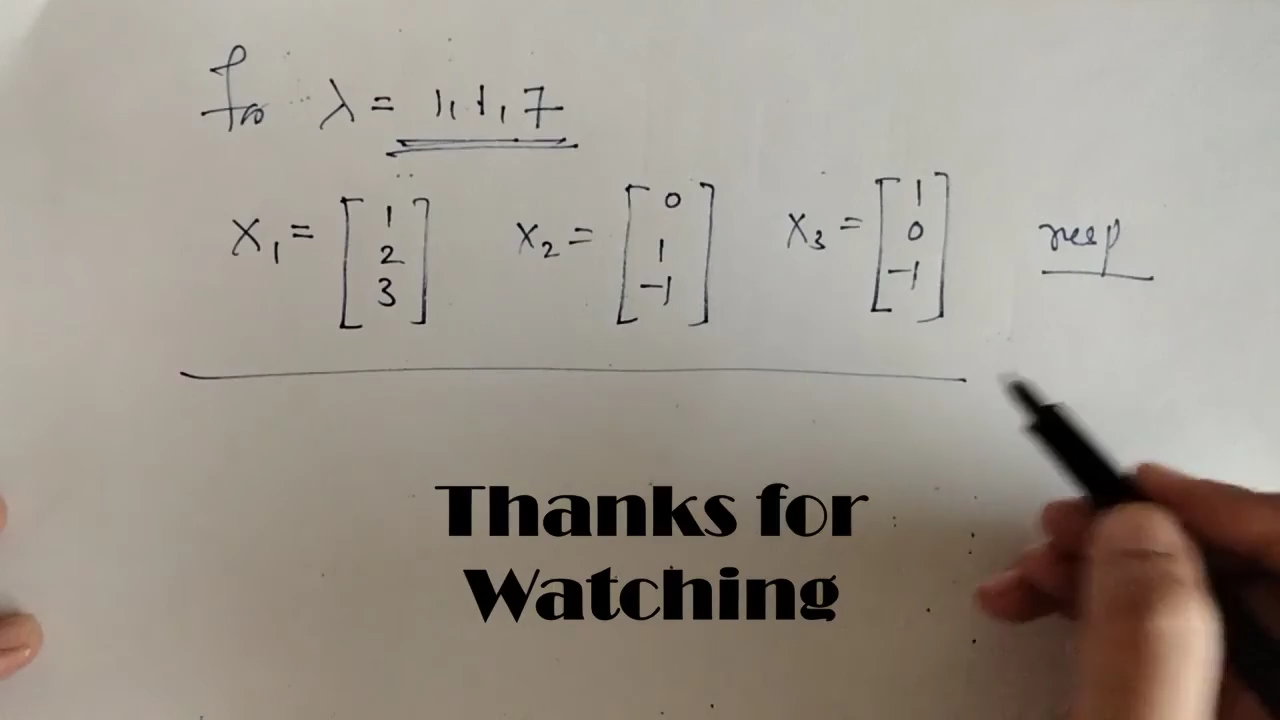 for λ = 1, 1, 7
X₁ = [1 2 3] X₂ = [0 1 -1] X₃ = [1 0 -1] resp
Thanks for
Watching